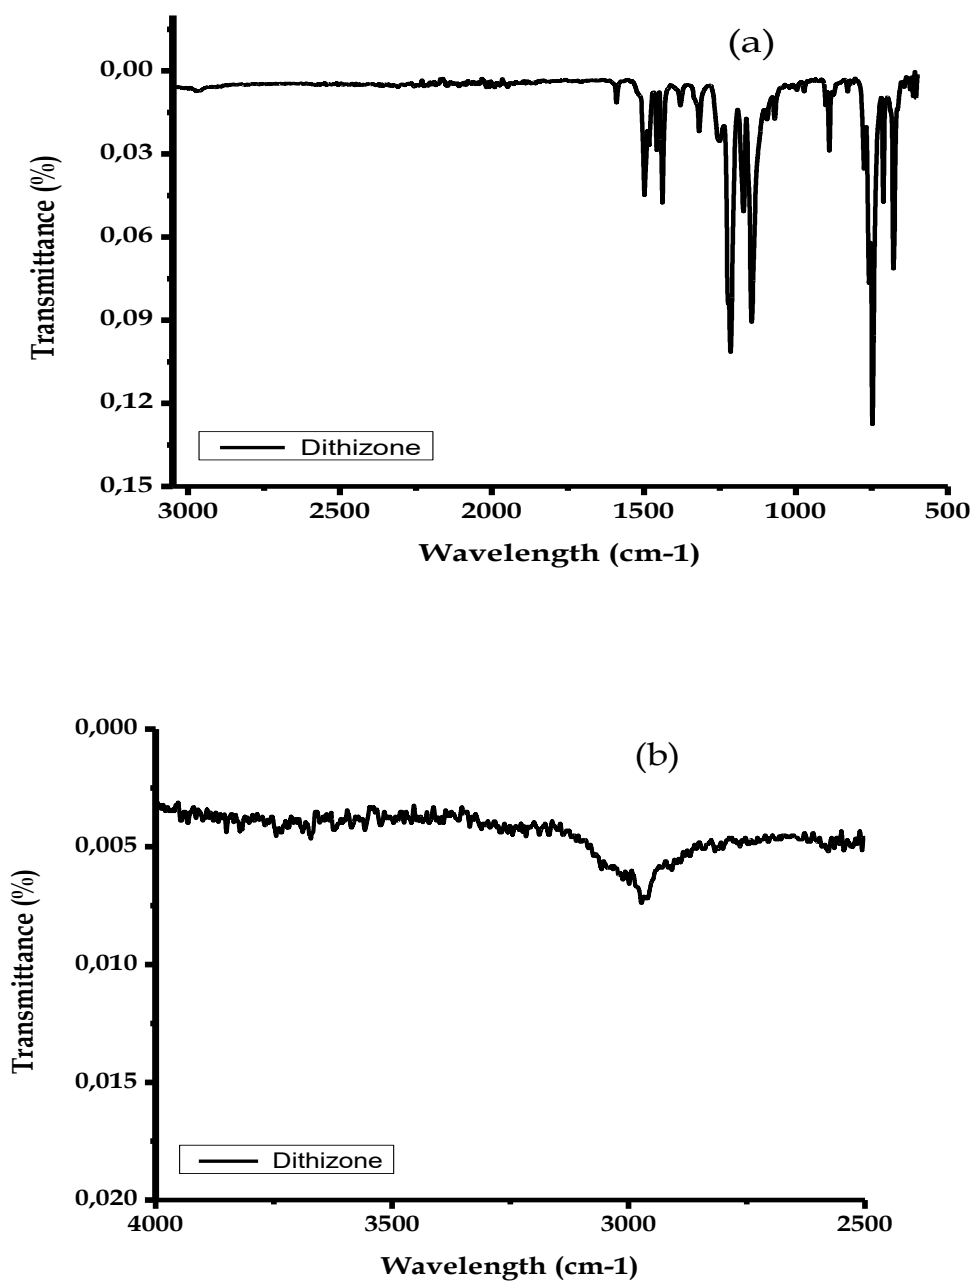 (a)
0,00
0,03
0,06
0,09
0,12
0,15
Transmittance (%)
Dithizone
3000 2500 2000 1500 1000 500
Wavelength (cm-1)
(b)
0,000
0,005
0,010
0,015
0,020
Transmittance (%)
Dithizone
4000 3500 3000 2500
Wavelength (cm-1)